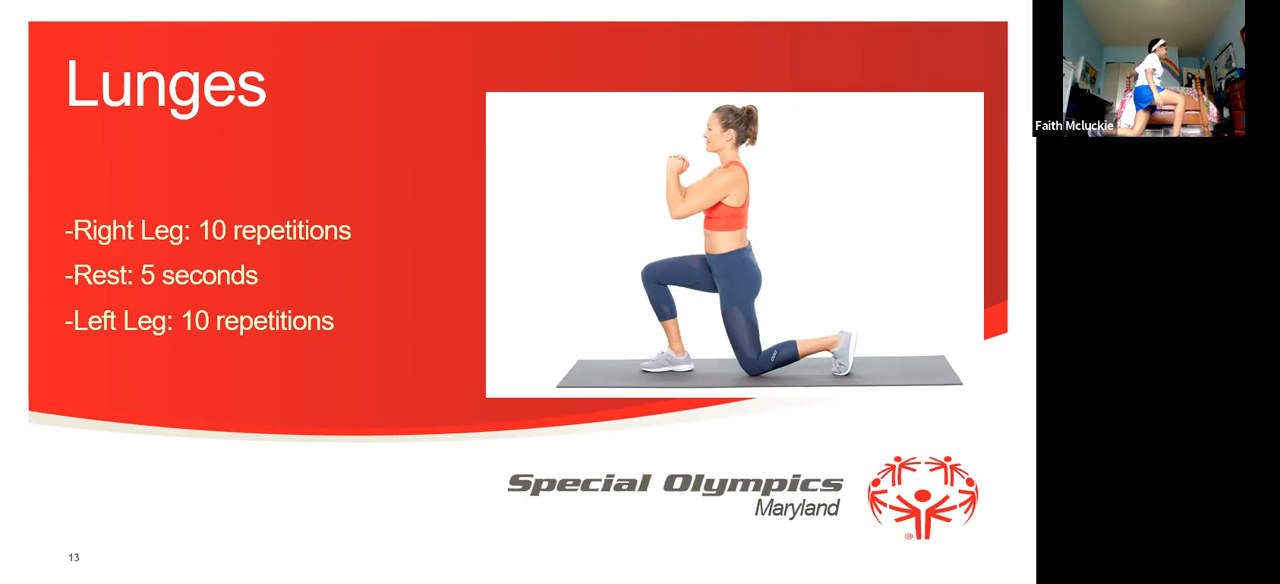 Lunges
-Right Leg: 10 repetitions
-Rest: 5 seconds
-Left Leg: 10 repetitions
Special Olympics
Maryland
®
13
Faith Mcluckie